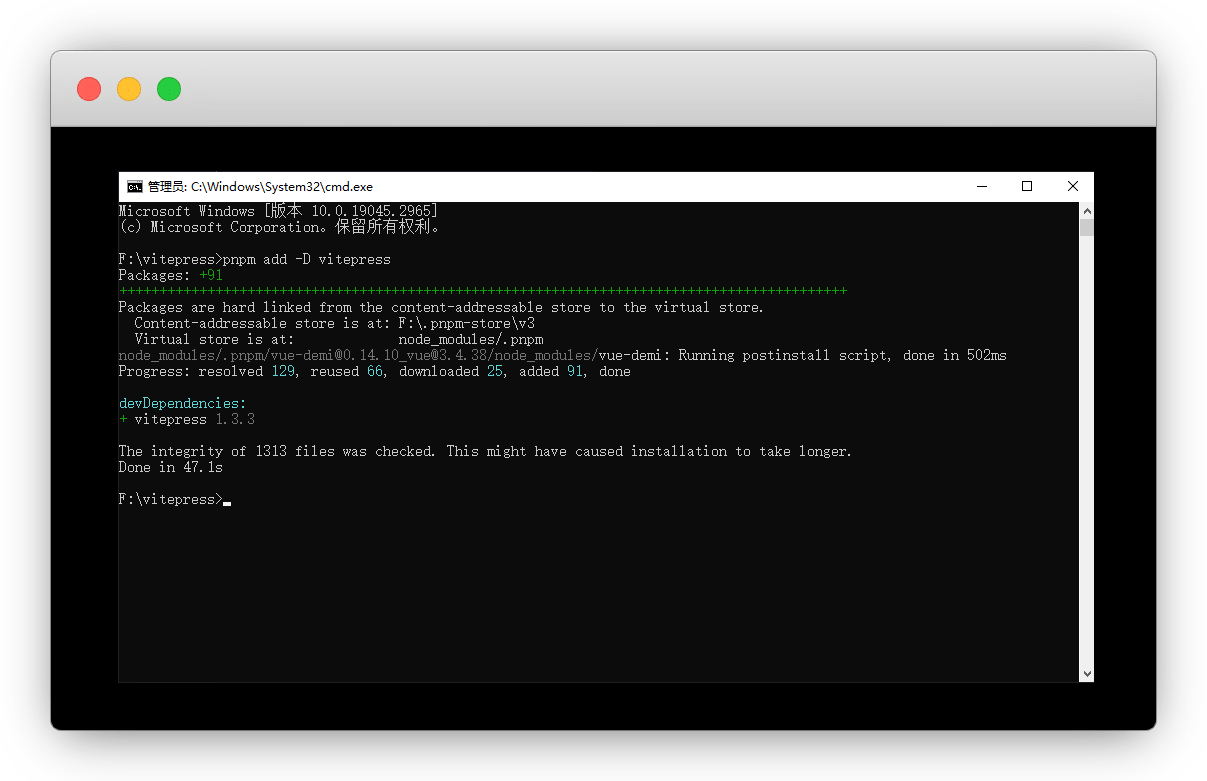 管理员: C:\Windows\System32\cmd.exe
Microsoft Windows [版本 10.0.19045.2965]
(c) Microsoft Corporation。保留所有权利。
F:\vitepress>pnpm add -D vitepress
Packages: +91
+++++++++++++++++++++++++++++++++++++++++++++++++++++++++++++++++++++++++++++++++++++++++++
Packages are hard linked from the content-addressable store to the virtual store.
Content-addressable store is at: F:\.pnpm-store\v3
Virtual store is at: node_modules/.pnpm
node_modules/.pnpm/vue-demi@0.14.10_vue@3.4.38/node_modules/vue-demi: Running postinstall script, done in 502ms
Progress: resolved 129, reused 66, downloaded 25, added 91, done
devDependencies:
+ vitepress 1.3.3
The integrity of 1313 files was checked. This might have caused installation to take longer.
Done in 47.1s
F:\vitepress>